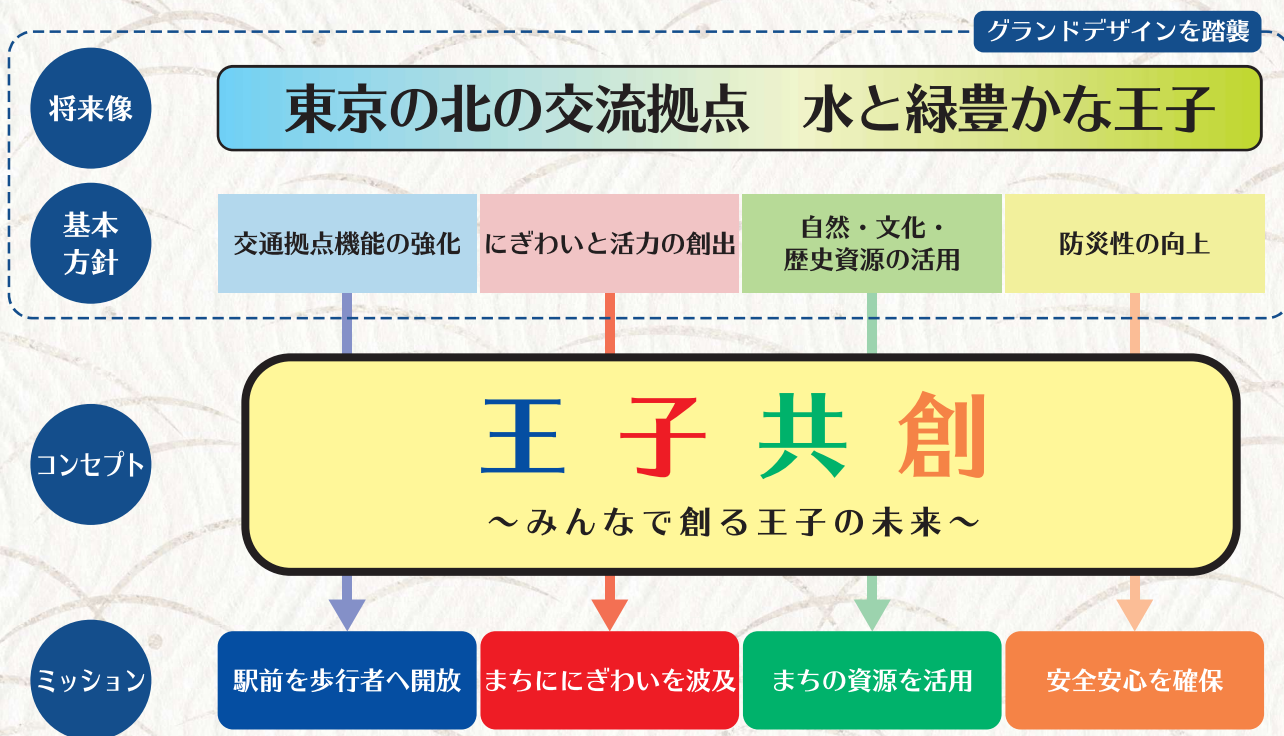 グランドデザインを踏襲
将来像
東京の北の交流拠点　水と緑豊かな王子
基本
方針
交通拠点機能の強化
にぎわいと活力の創出
自然・文化・
歴史資源の活用
防災性の向上
コンセプト
王子共創
～みんなで創る王子の未来～
ミッション
駅前を歩行者へ開放
まちににぎわいを波及
まちの資源を活用
安全安心を確保